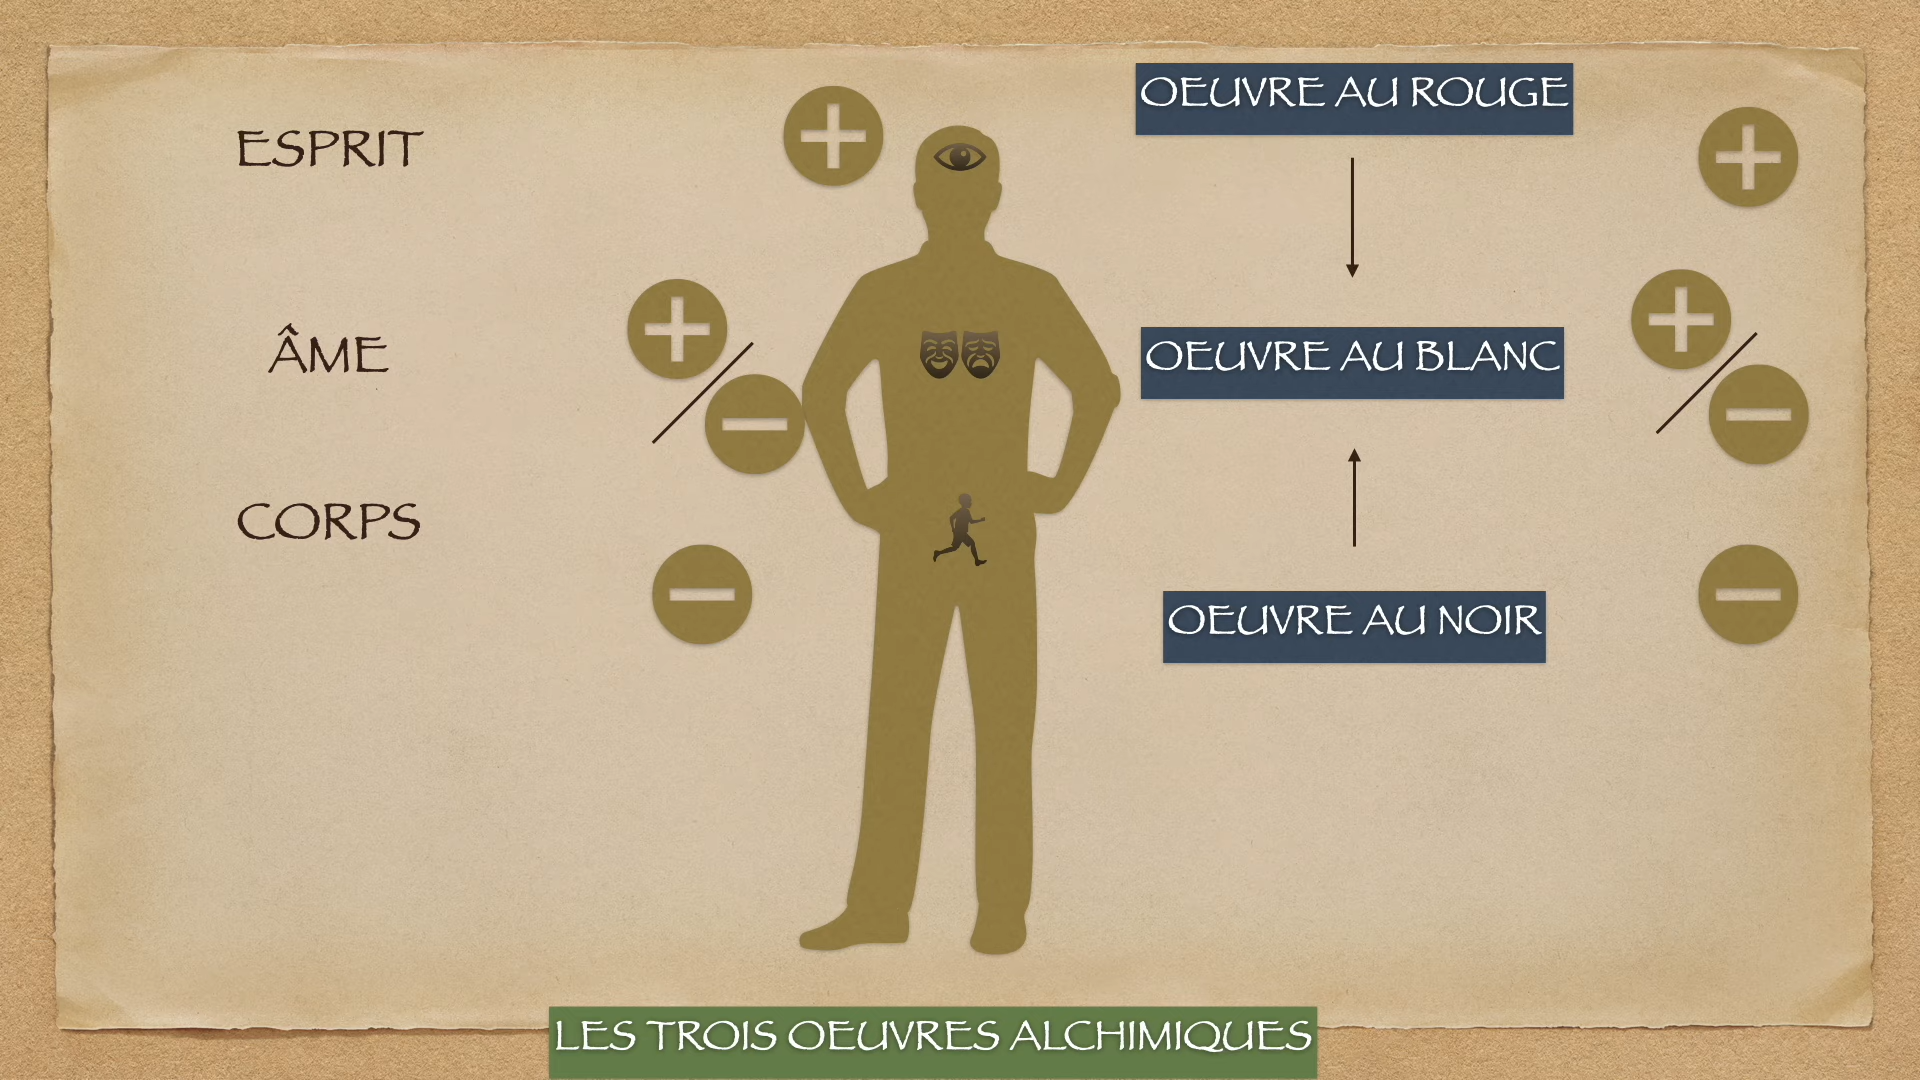 OEUVRE AU ROUGE
ESPRIT
ÂME
OEUVRE AU BLANC
CORPS
OEUVRE AU NOIR
LES TROIS OEUVRES ALCHIMIQUES